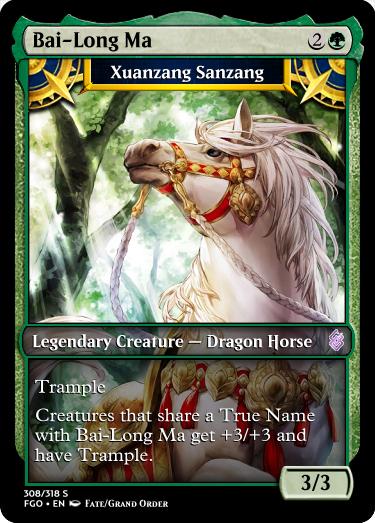 Bai-Long Ma 2
Xuanzang Sanzang
Legendary Creature — Dragon Horse
Trample
Creatures that share a True Name
with Bai-Long Ma get +3/+3 and
have Trample.
3/3
308/318 S
FGO • EN Fate/Grand Order